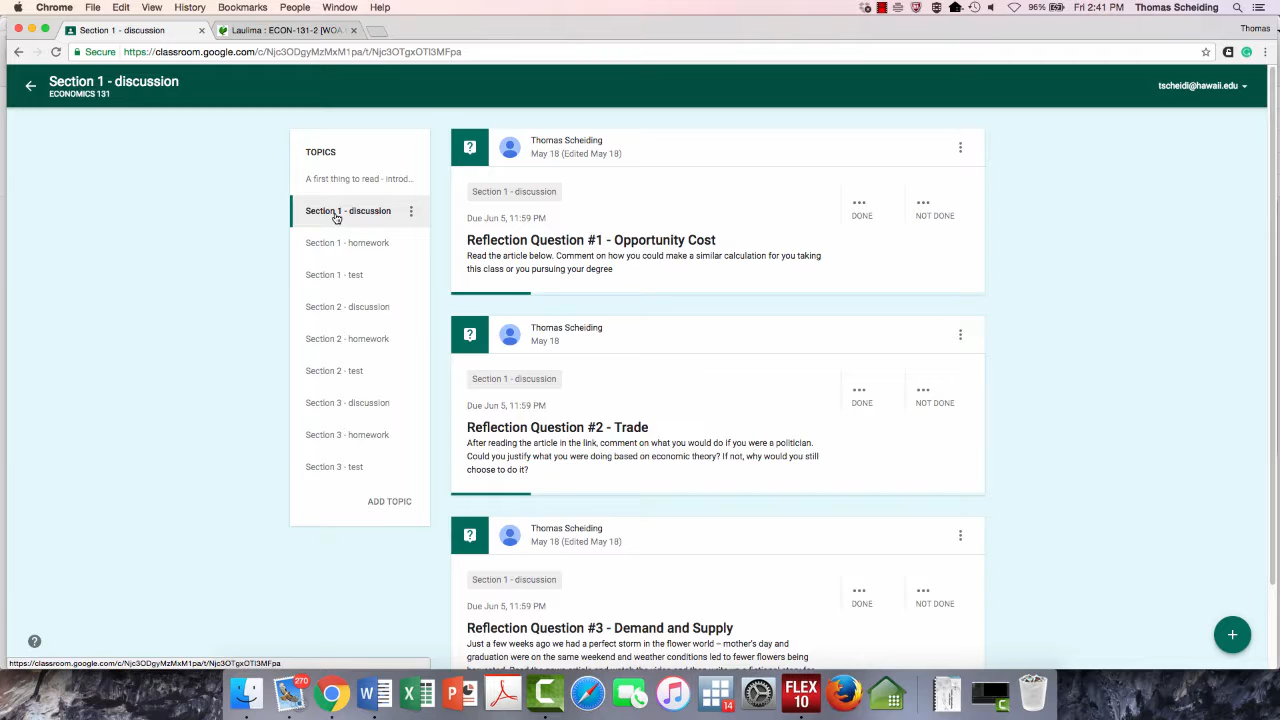 Chrome File Edit View History Bookmarks People Window Help
96% Fri 2:41 PM Thomas Scheiding
Section 1 - discussion
Laulima : ECON-131-2 [WOA
Thomas
Secure https://classroom.google.com/c/Njc3ODgyMzMxM1pa/t/Njc3OTgxOTI3MFpa
Section 1 - discussion
ECONOMICS 131
tscheidi@hawaii.edu
TOPICS
A first thing to read - introd...
Section 1 - discussion
Section 1 - homework
Section 1 - test
Section 2 - discussion
Section 2 - homework
Section 2 - test
Section 3 - discussion
Section 3 - homework
Section 3 - test
ADD TOPIC
Thomas Scheiding
May 18 (Edited May 18)
Section 1 - discussion
Due Jun 5, 11:59 PM
... DONE
... NOT DONE
Reflection Question #1 - Opportunity Cost
Read the article below. Comment on how you could make a similar calculation for you taking
this class or you pursuing your degree
Thomas Scheiding
May 18
Section 1 - discussion
Due Jun 5, 11:59 PM
... DONE
... NOT DONE
Reflection Question #2 - Trade
After reading the article in the link, comment on what you would do if you were a politician.
Could you justify what you were doing based on economic theory? If not, why would you still
choose to do it?
Thomas Scheiding
May 18 (Edited May 18)
Section 1 - discussion
Due Jun 5, 11:59 PM
... DONE
... NOT DONE
Reflection Question #3 - Demand and Supply
Just a few weeks ago we had a perfect storm in the flower world – mother's day and
graduation were on the same weekend and weather conditions led to fewer flowers being
https://classroom.google.com/c/Njc3ODgyMzMxM1pa/t/Njc3OTgxOTI3MFpa
270
14
FLEX
10